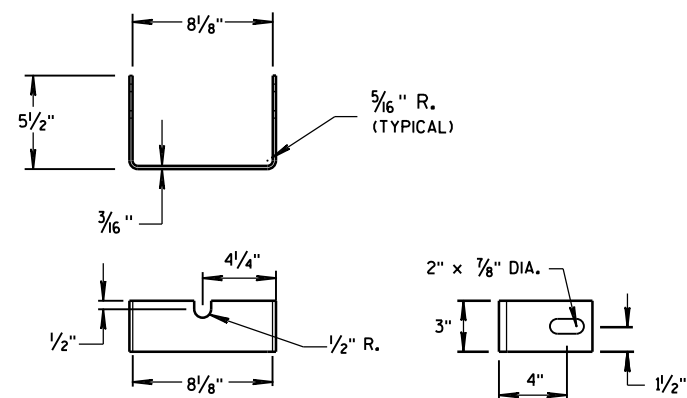 8 1/8"
5 1/2"
5/16" R.
(TYPICAL)
3/16"
4 1/4"
2" x 7/8" DIA.
1/2"
1/2" R.
3"
8 1/8"
4"
1 1/2"